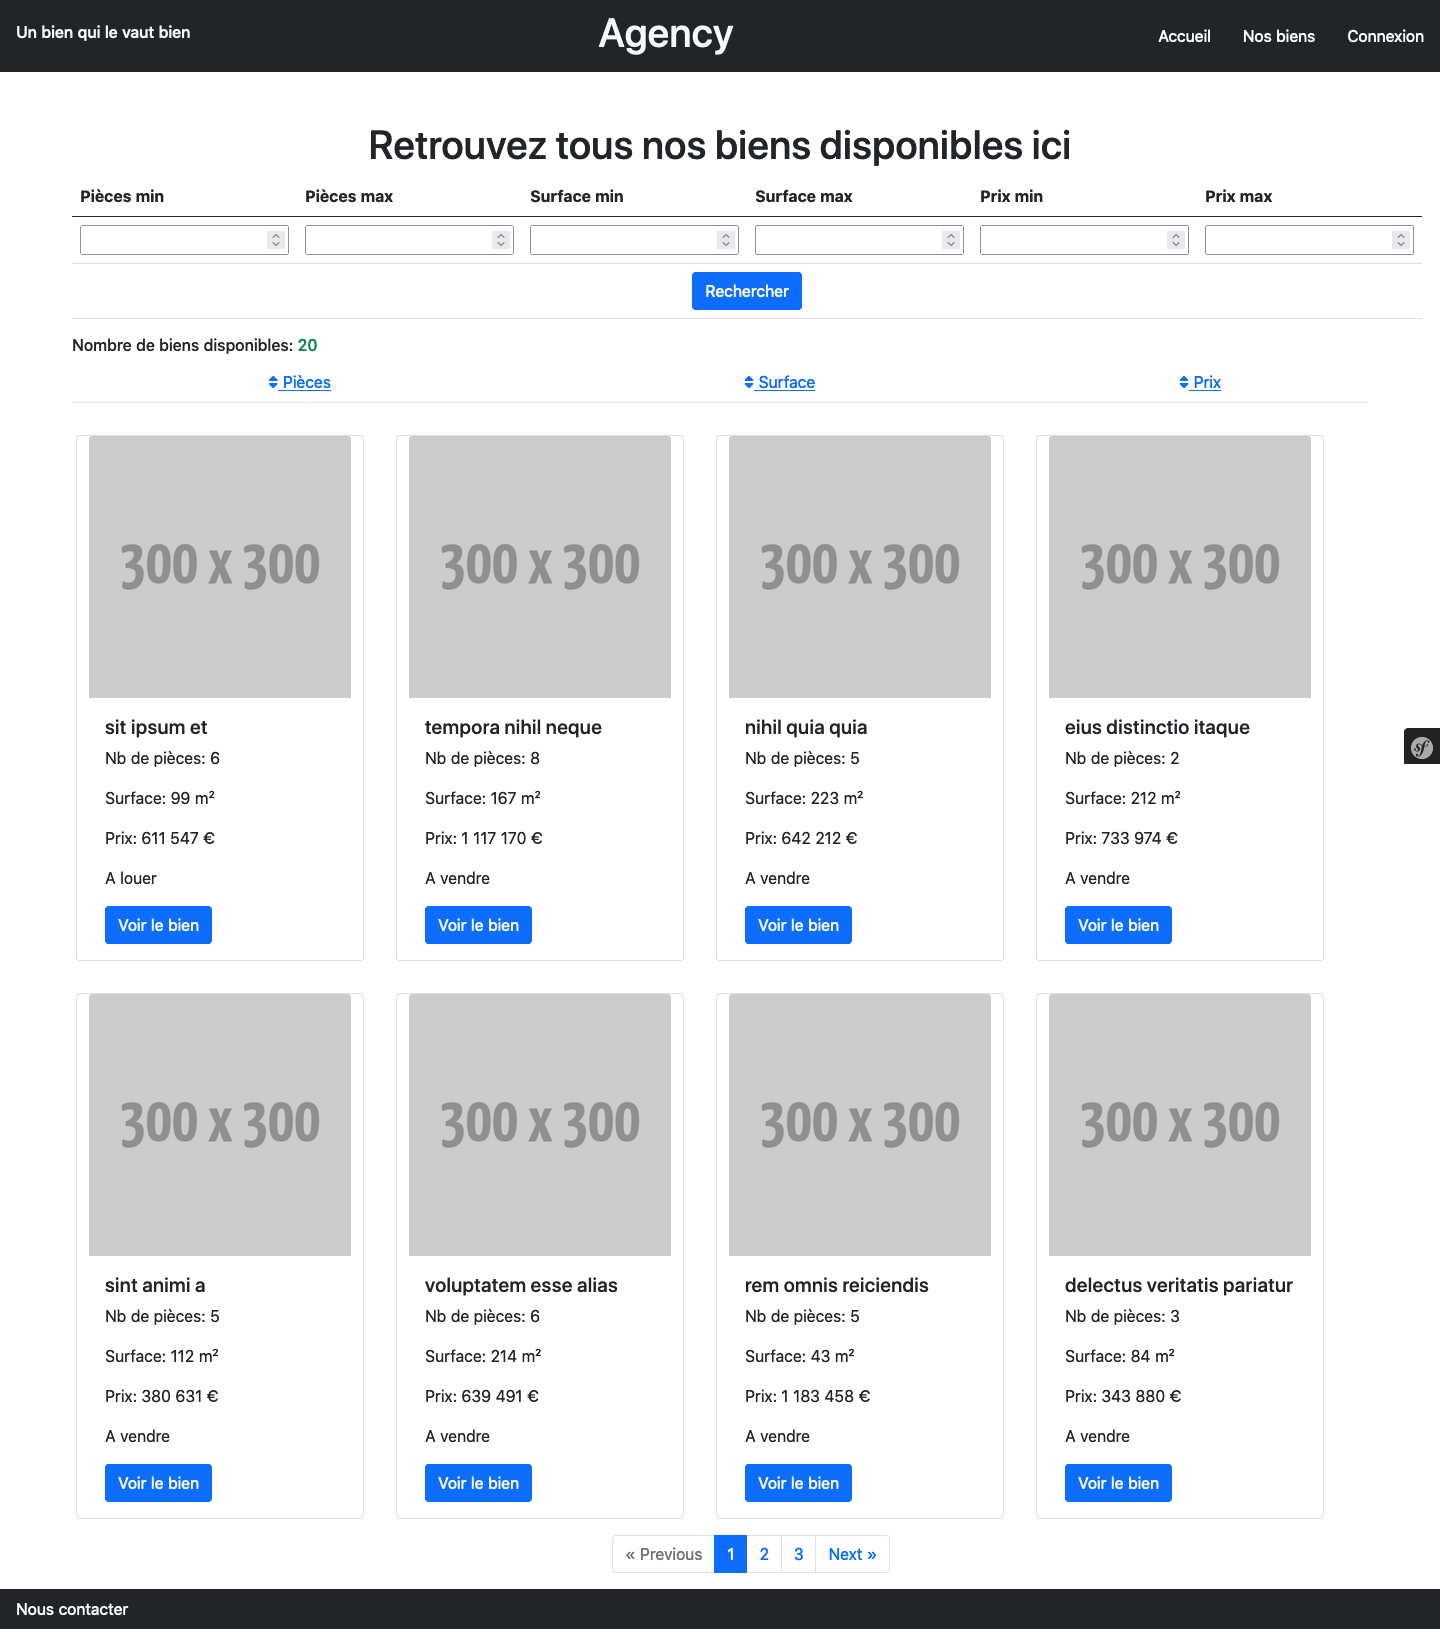 Un bien qui le vaut bien
Agency
Accueil Nos biens Connexion
Retrouvez tous nos biens disponibles ici
Pièces min Pièces max Surface min Surface max Prix min Prix max
Rechercher
Nombre de biens disponibles: 20
Pièces Surface Prix
300 x 300 300 x 300 300 x 300 300 x 300
sit ipsum et
Nb de pièces: 6
Surface: 99 m²
Prix: 611 547 €
A louer
Voir le bien
tempora nihil neque
Nb de pièces: 8
Surface: 167 m²
Prix: 1 117 170 €
A vendre
Voir le bien
nihil quia quia
Nb de pièces: 5
Surface: 223 m²
Prix: 642 212 €
A vendre
Voir le bien
eius distinctio itaque
Nb de pièces: 2
Surface: 212 m²
Prix: 733 974 €
A vendre
Voir le bien
sf
300 x 300 300 x 300 300 x 300 300 x 300
sint animi a
Nb de pièces: 5
Surface: 112 m²
Prix: 380 631 €
A vendre
Voir le bien
voluptatem esse alias
Nb de pièces: 6
Surface: 214 m²
Prix: 639 491 €
A vendre
Voir le bien
rem omnis reiciendis
Nb de pièces: 5
Surface: 43 m²
Prix: 1 183 458 €
A vendre
Voir le bien
delectus veritatis pariatur
Nb de pièces: 3
Surface: 84 m²
Prix: 343 880 €
A vendre
Voir le bien
« Previous 1 2 3 Next »
Nous contacter